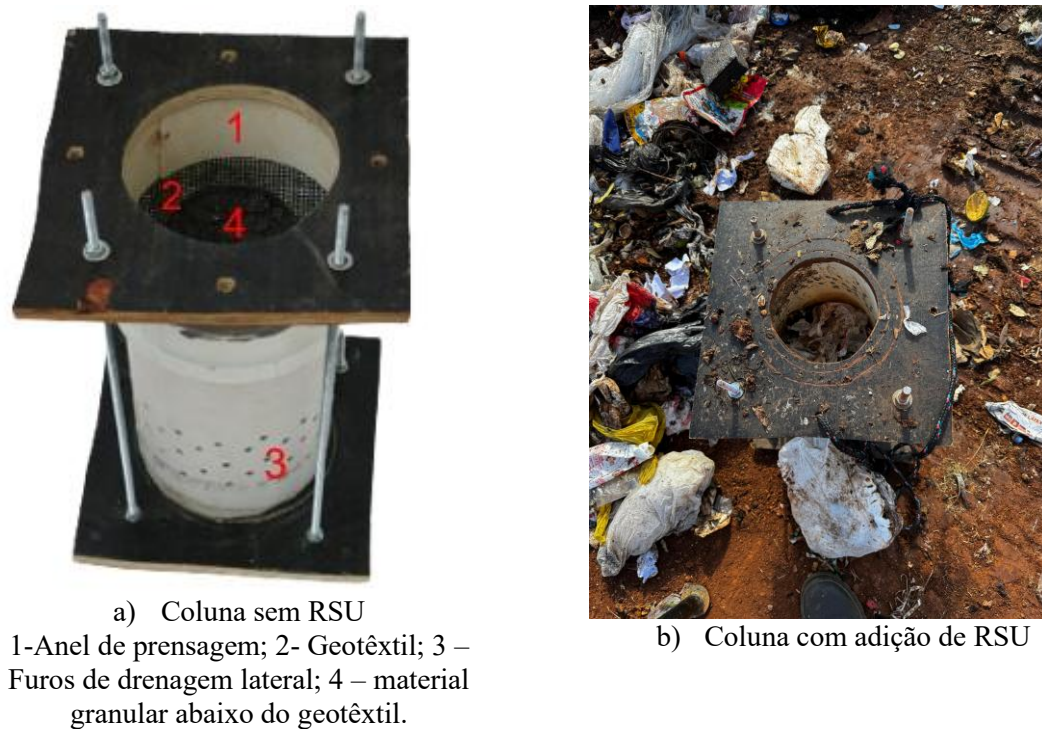 1
2
4
3
a) Coluna sem RSU
1-Anel de prensagem; 2- Geotêxtil; 3 –
Furos de drenagem lateral; 4 – material
granular abaixo do geotêxtil.
b) Coluna com adição de RSU